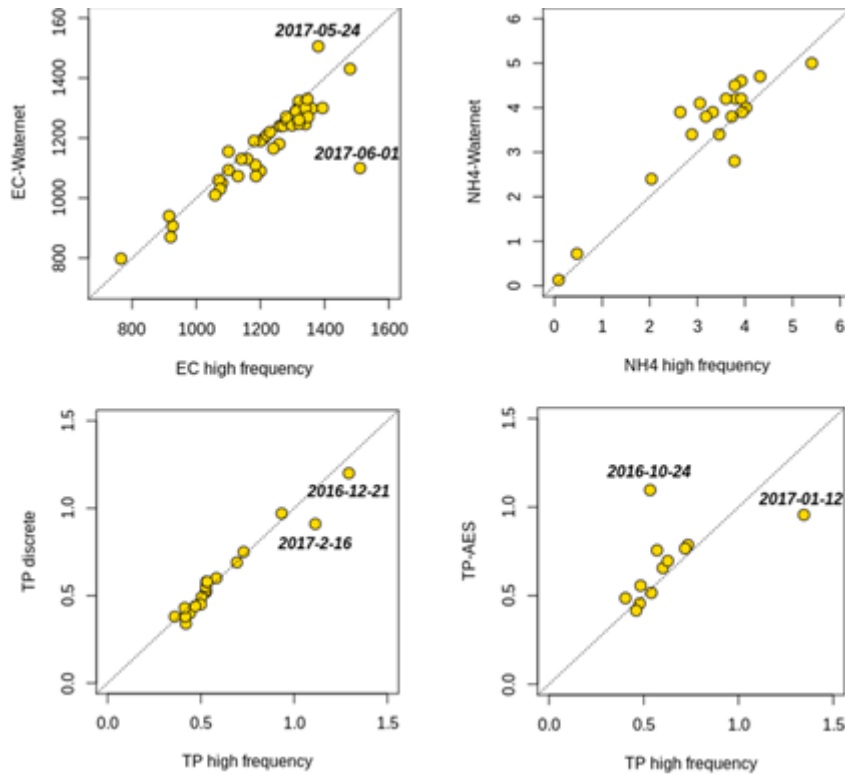 1600
1400
1200
1000
800
EC-Waternet
2017-05-24
2017-06-01
800 1000 1200 1400 1600
EC high frequency
6
5
4
3
2
1
0
NH4-Waternet
0 1 2 3 4 5 6
NH4 high frequency
1.5
1.0
0.5
0.0
TP discrete
2016-12-21
2017-2-16
0.0 0.5 1.0 1.5
TP high frequency
1.5
1.0
0.5
0.0
TP-AES
2016-10-24
2017-01-12
0.0 0.5 1.0 1.5
TP high frequency